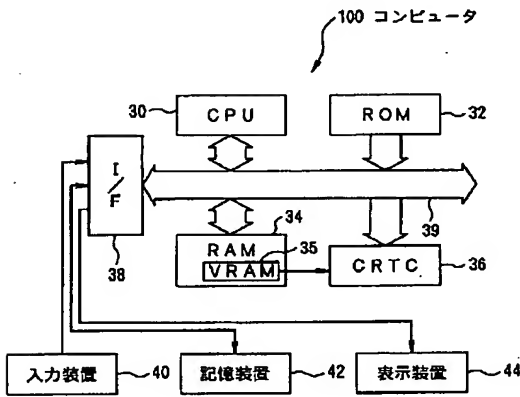 100 コンピュータ
30 CPU
ROM 32
I/F
38
39
34
RAM 35
VRAM
CRTC 36
入力装置 40
記憶装置 42
表示装置 44